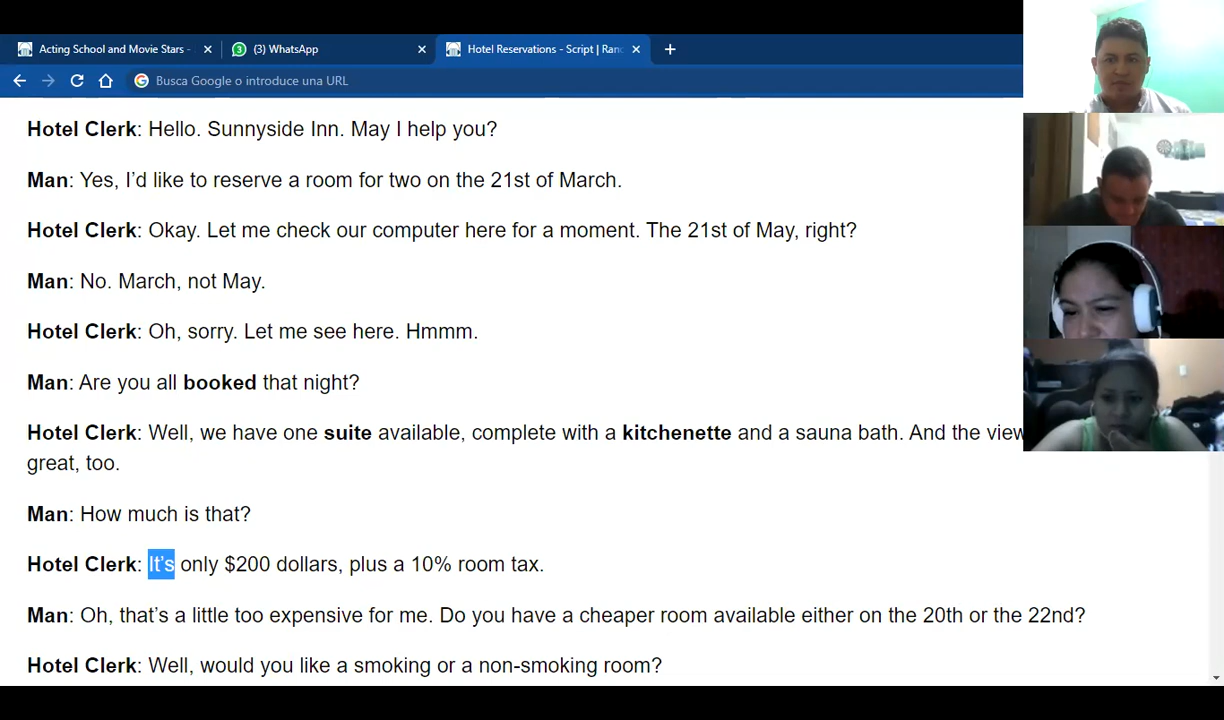 Acting School and Movie Stars -
3
(3) WhatsApp
Hotel Reservations - Script | Ranc
Busca Google o introduce una URL
Hotel Clerk: Hello. Sunnyside Inn. May I help you?
Man: Yes, I’d like to reserve a room for two on the 21st of March.
Hotel Clerk: Okay. Let me check our computer here for a moment. The 21st of May, right?
Man: No. March, not May.
Hotel Clerk: Oh, sorry. Let me see here. Hmmm.
Man: Are you all booked that night?
Hotel Clerk: Well, we have one suite available, complete with a kitchenette and a sauna bath. And the view
great, too.
Man: How much is that?
Hotel Clerk: It’s only $200 dollars, plus a 10% room tax.
Man: Oh, that’s a little too expensive for me. Do you have a cheaper room available either on the 20th or the 22nd?
Hotel Clerk: Well, would you like a smoking or a non-smoking room?